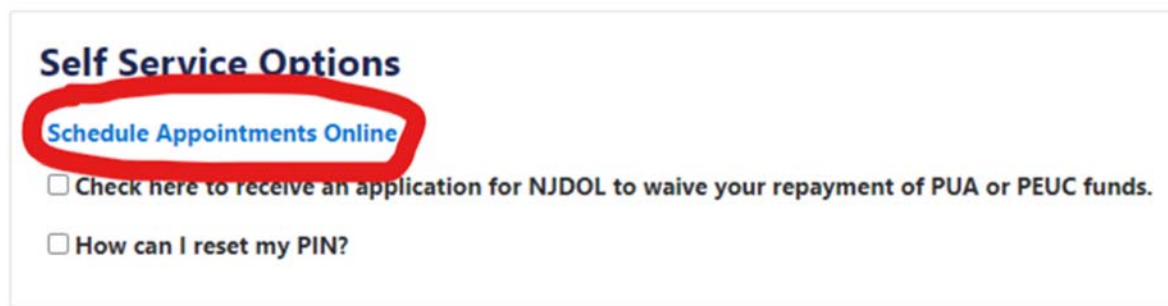 Self Service Options
Schedule Appointments Online
Check here to receive an application for NJDOL to waive your repayment of PUA or PEUC funds.
How can I reset my PIN?